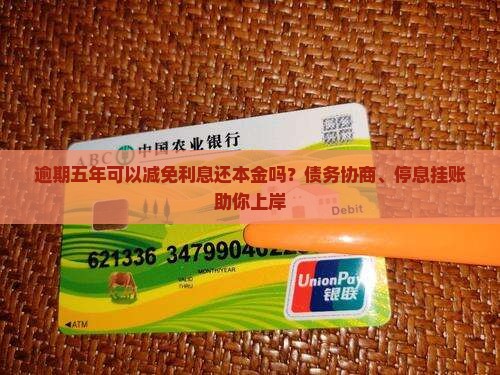 ABC 中国农业银行
逾期五年可以减免利息还本金吗？债务协商、停息挂账
助你上岸
Debit
621336 3479904
MONTH/YEAR
VALID
THRU
UnionPay
银联
◄ATM